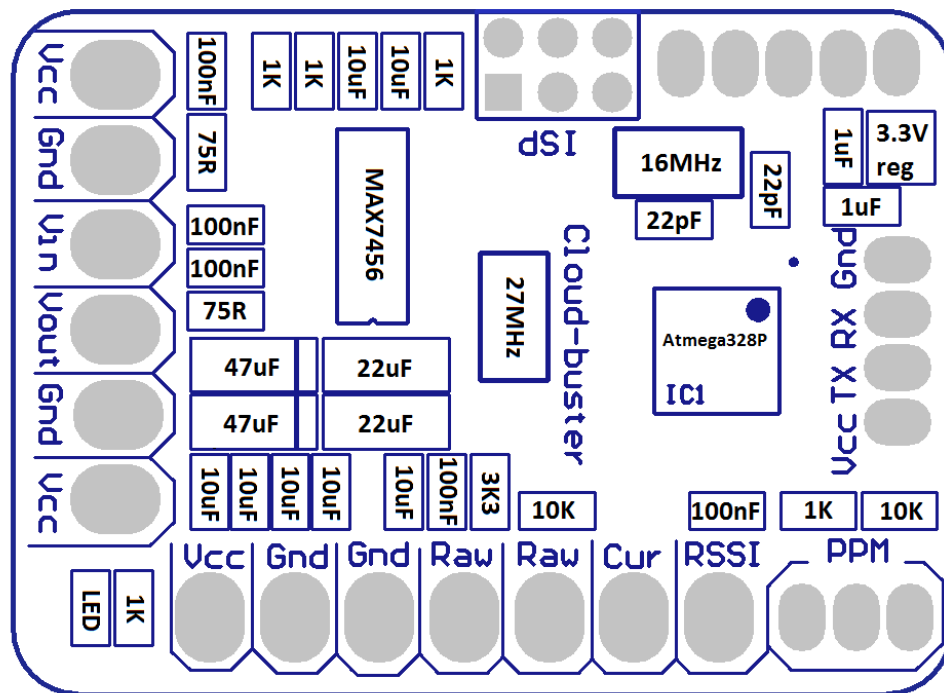 Vcc
100nF
1K
1K
10uF
10uF
1K
ISP
1uF
3.3V
reg
16MHz
22pF
22pF
1uF
Gnd
75R
MAX7456
Vin
100nF
100nF
75R
27MHz
Cloud-buster
Atmega328P
IC1
Gnd
RX
TX
Vcc
Vout
47uF
22uF
Gnd
47uF
22uF
Vcc
10uF
10uF
10uF
10uF
10uF
100nF
3K3
10K
100nF
1K
10K
Vcc
Gnd
Gnd
Raw
Raw
Cur
RSSI
PPM
LED
1K